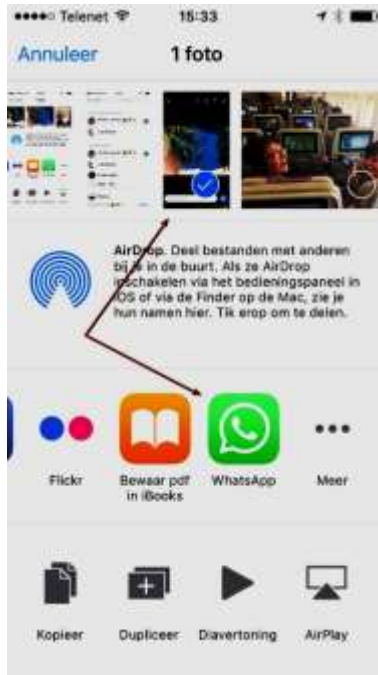 Telenet 15:33
Annuleer 1 foto
AirDrop. Deel bestanden met anderen
bij je in de buurt. Als ze AirDrop
inschakelen via het bedieningspaneel in
iOS of via de Finder op de Mac, zie je
hun namen hier. Tik erop om te delen.
Flickr Bewaar pdf WhatsApp Meer
in iBooks
Kopieer Dupliceer Diavertoning AirPlay